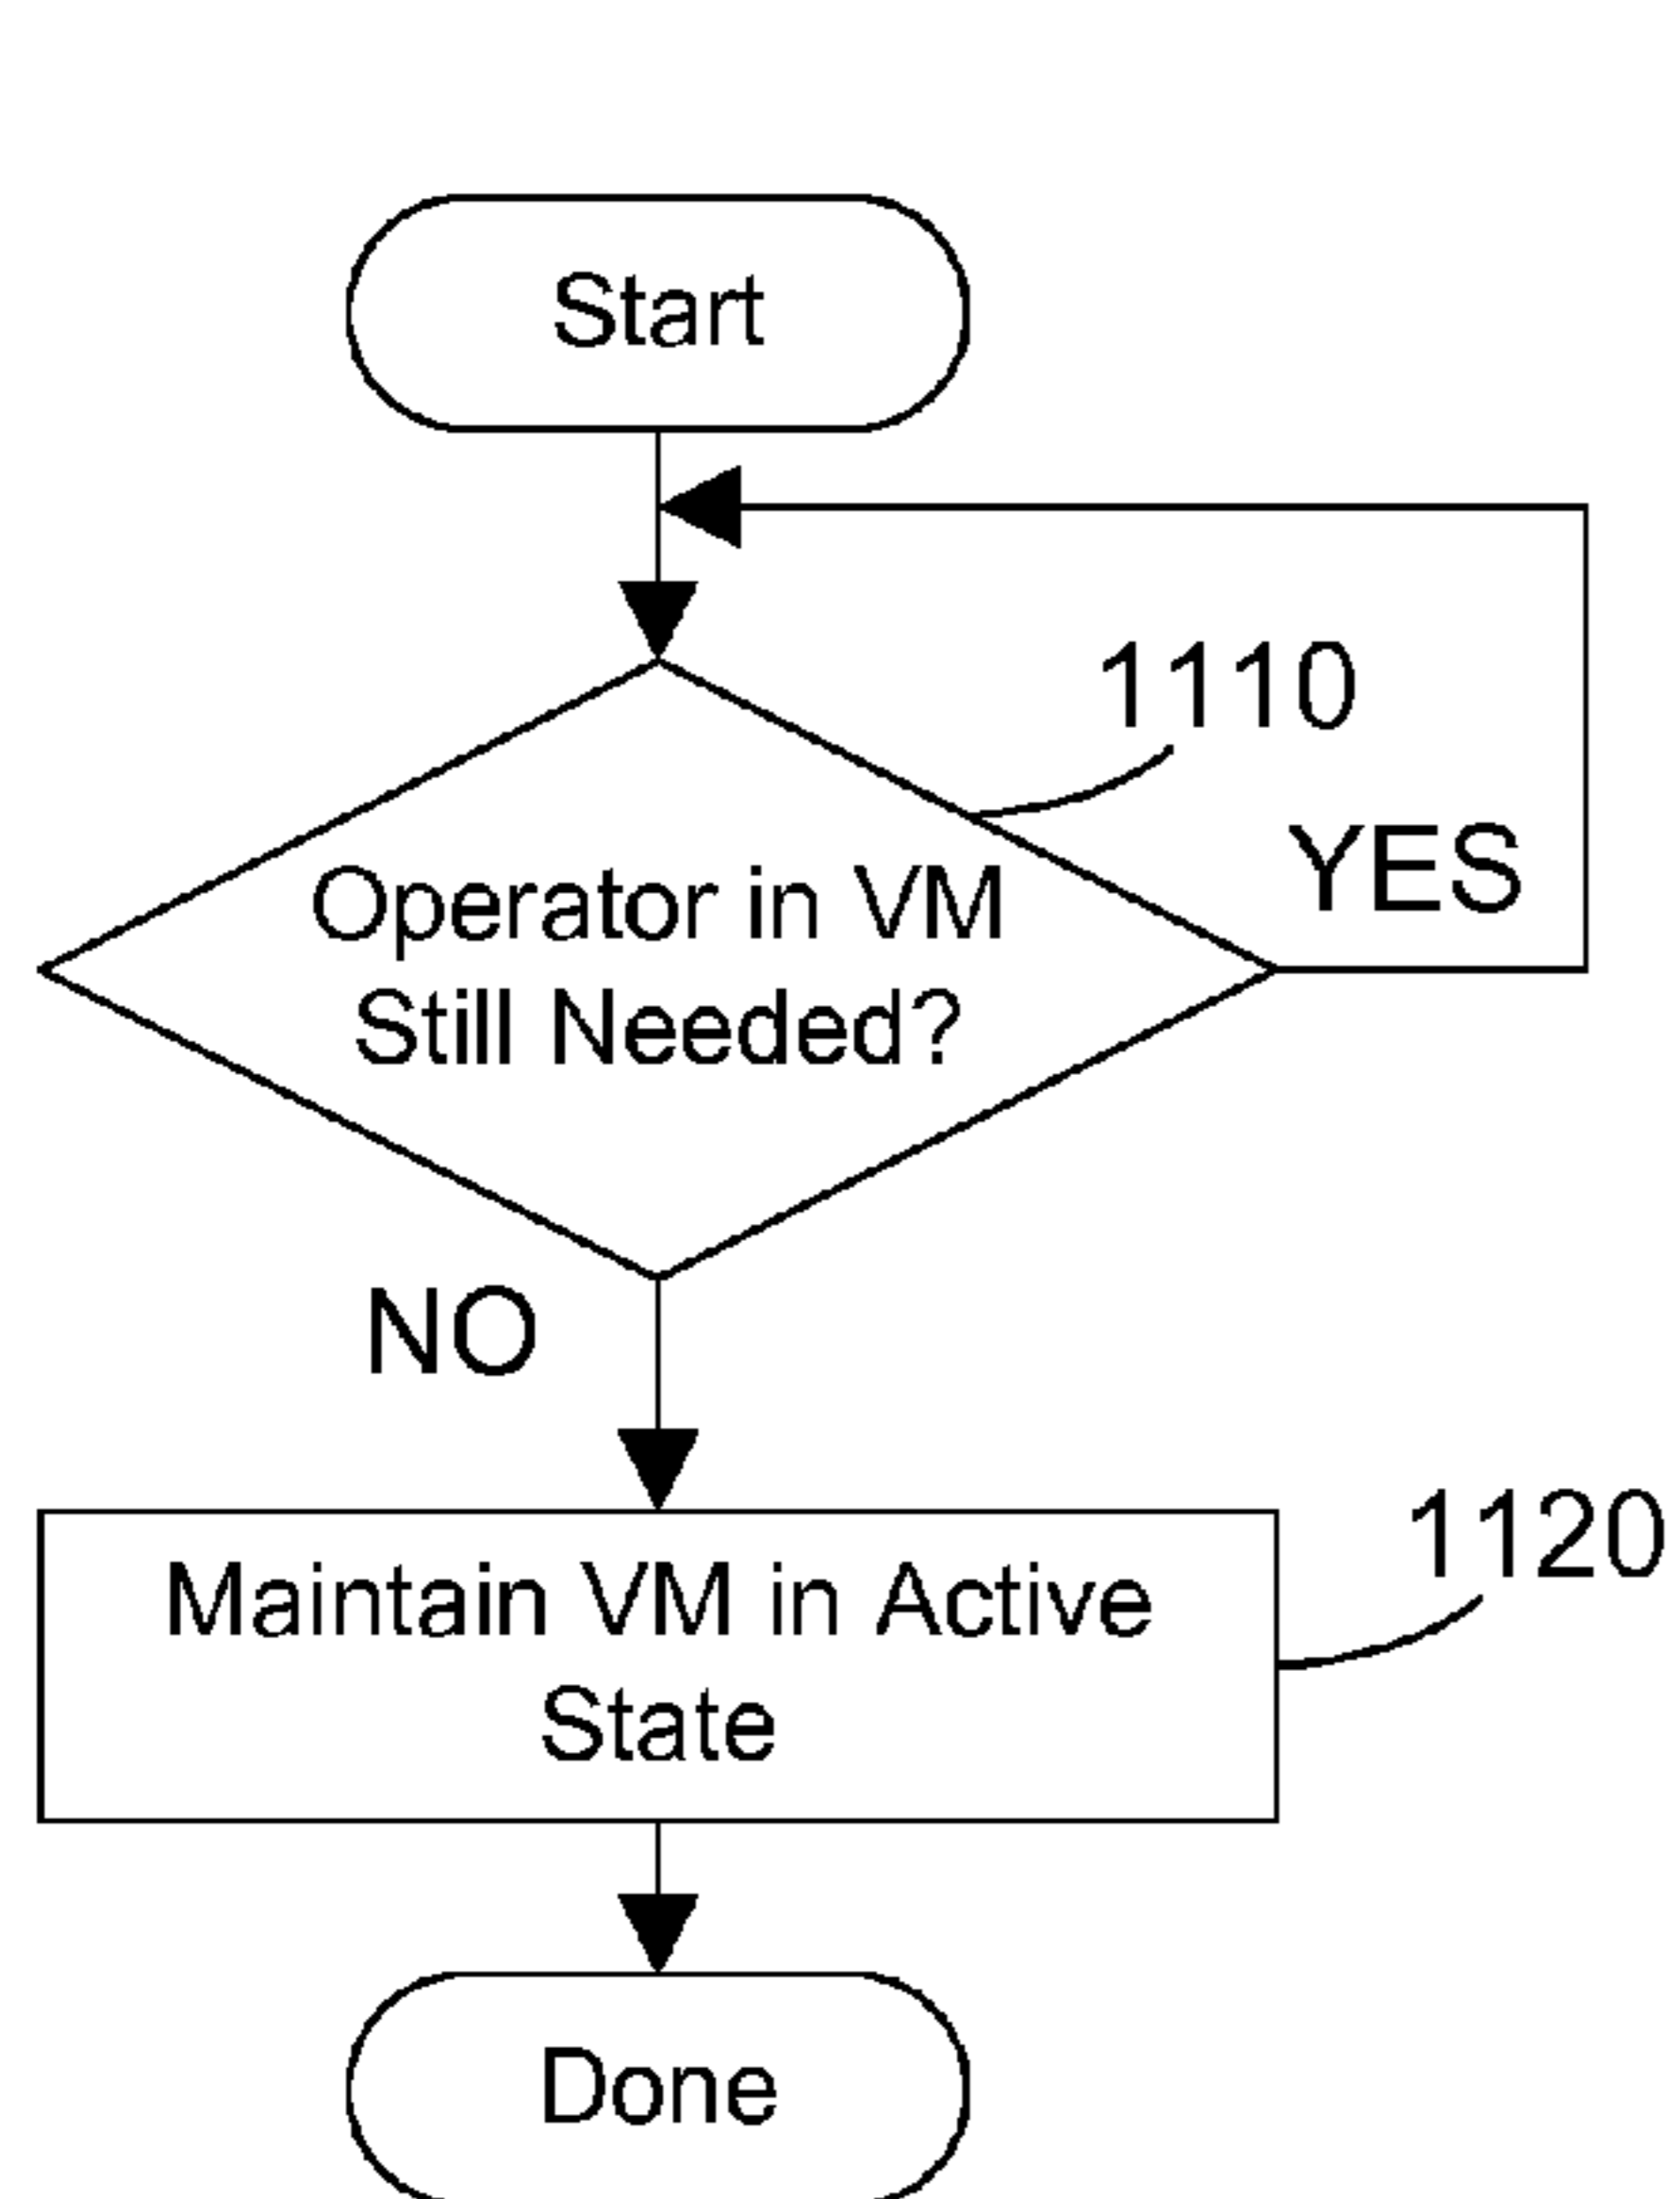 Start
1110
YES
Operator in VM
Still Needed?
NO
1120
Maintain VM in Active
State
Done